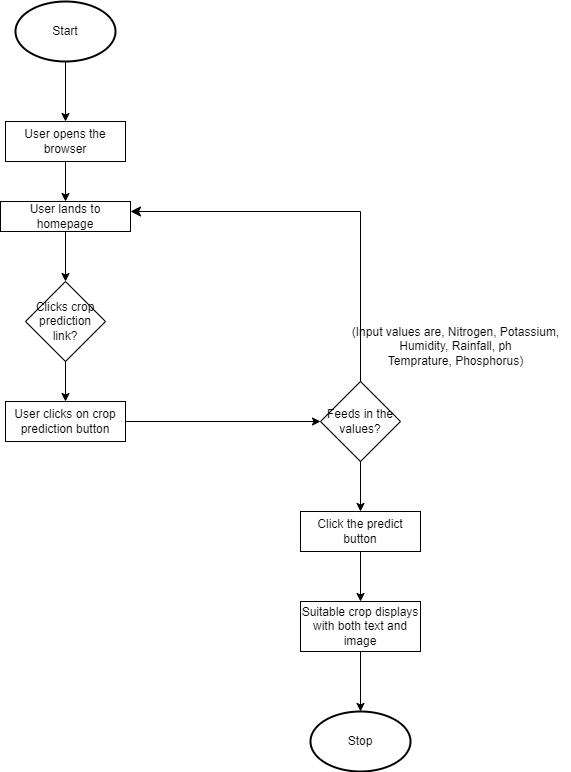 Start
User opens the
browser
User lands to
homepage
Clicks crop
prediction
link?
(Input values are, Nitrogen, Potassium,
Humidity, Rainfall, ph
Temprature, Phosphorus)
User clicks on crop
prediction button
Feeds in the
values?
Click the predict
button
Suitable crop displays
with both text and
image
Stop